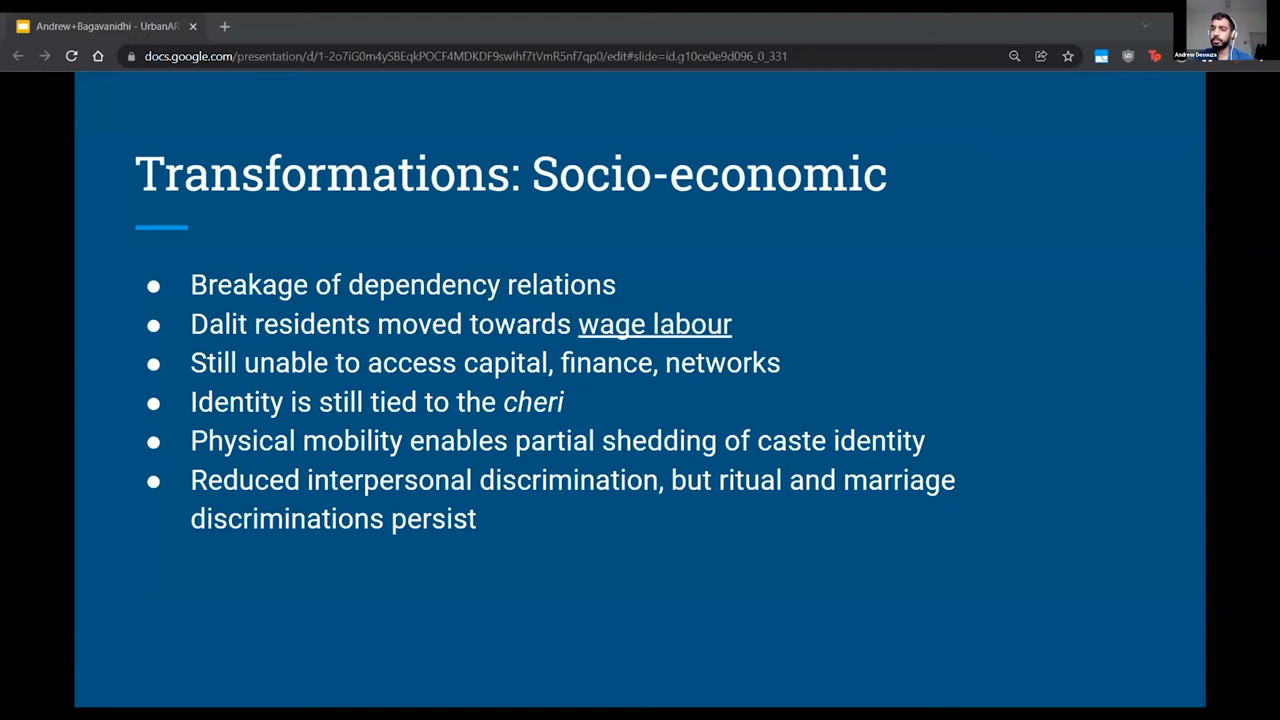 Andrew+Bagavanidhi - UrbanAR
docs.google.com/presentation/d/1-2o7iG0m4ySBEqkPOCF4MDKDF9swIhf7tVmR5nf7qp0/edit#slide=id.g10ce0e9d096_0_331
Andrew Desouza
Transformations: Socio-economic
● Breakage of dependency relations
● Dalit residents moved towards wage labour
● Still unable to access capital, finance, networks
● Identity is still tied to the cheri
● Physical mobility enables partial shedding of caste identity
● Reduced interpersonal discrimination, but ritual and marriage
discriminations persist